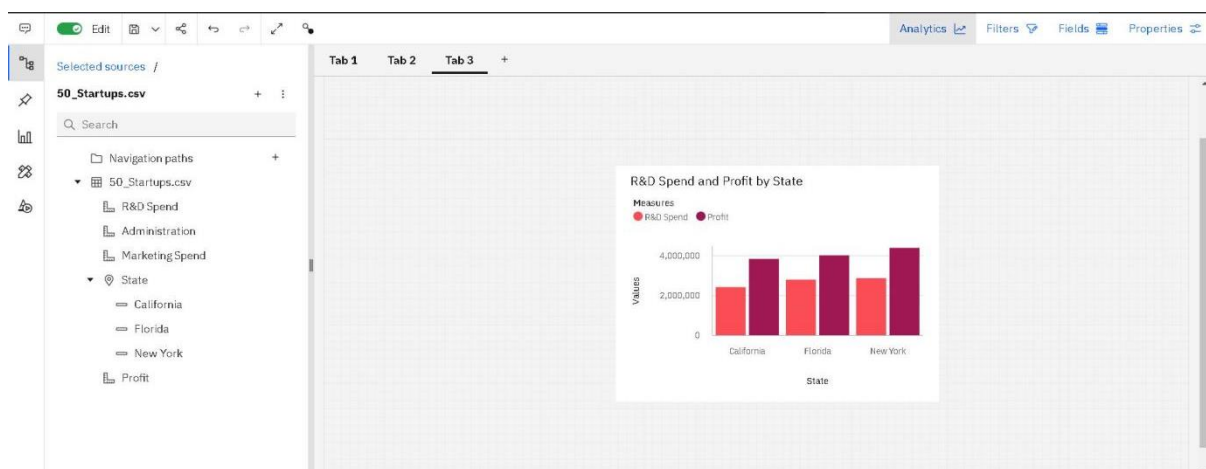 Edit
Analytics Filters Fields Properties
Selected sources /
50_Startups.csv
Search
Navigation paths
50_Startups.csv
R&D Spend
Administration
Marketing Spend
State
California
Florida
New York
Profit
Tab 1 Tab 2 Tab 3 +
R&D Spend and Profit by State
Measures
R&D Spend Profit
4,000,000
2,000,000
0
Values
California Florida New York
State